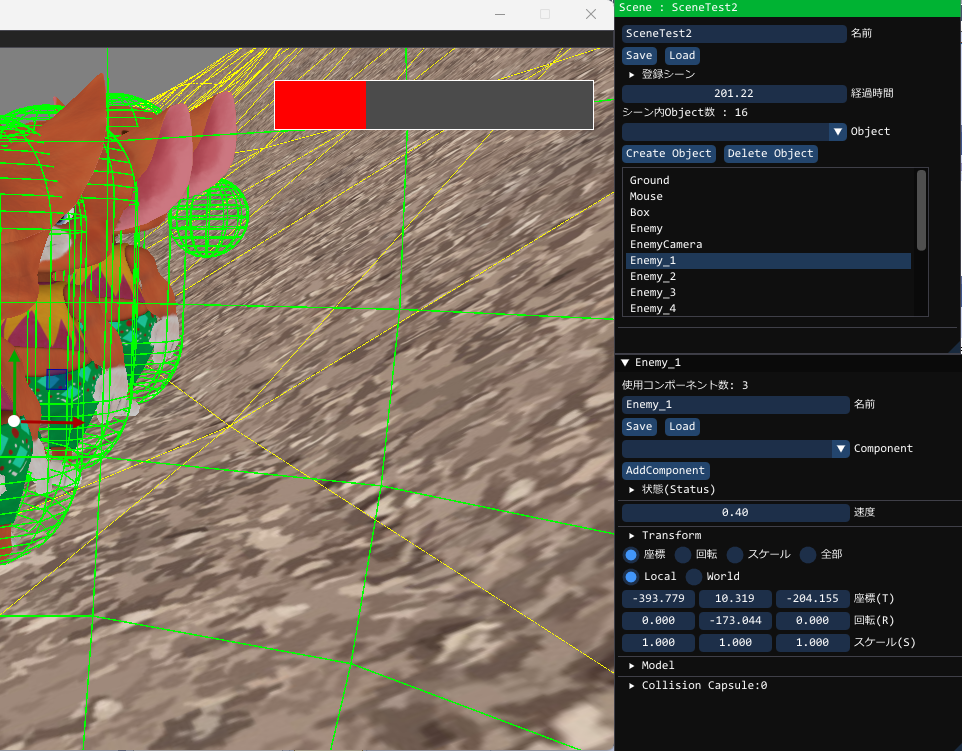 Scene : SceneTest2
SceneTest2 名前
Save Load
登録シーン
201.22 経過時間
シーン内Object数 : 16
Object
Create Object Delete Object
Ground
Mouse
Box
Enemy
EnemyCamera
Enemy_1
Enemy_2
Enemy_3
Enemy_4
Enemy_1
使用コンポーネント数: 3
Enemy_1 名前
Save Load
Component
AddComponent
状態(Status)
0.40 速度
Transform
座標 回転 スケール 全部
Local World
-393.779 10.319 -204.155 座標(T)
0.000 -173.044 0.000 回転(R)
1.000 1.000 1.000 スケール(S)
Model
Collision Capsule:0